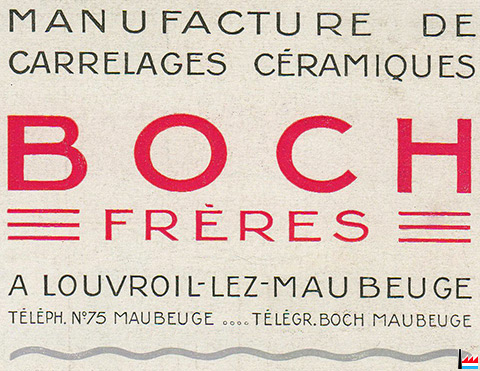 MANUFACTURE DE
CARRELAGES CÉRAMIQUES
BOCH
FRÈRES
A LOUVROIL-LEZ-MAUBEUGE
TÉLÉPH. N°75 MAUBEUGE .... TÉLÉGR. BOCH MAUBEUGE